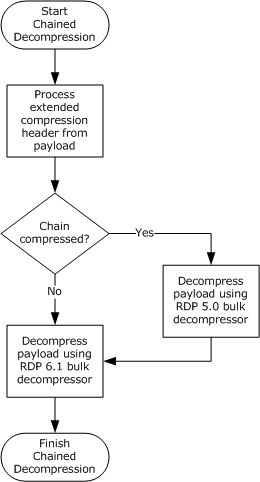 Start
Chained
Decompression
Process
extended
compression
header from
payload
Chain
compressed?
Yes
No
Decompress
payload using
RDP 5.0 bulk
decompressor
Decompress
payload using
RDP 6.1 bulk
decompressor
Finish
Chained
Decompression